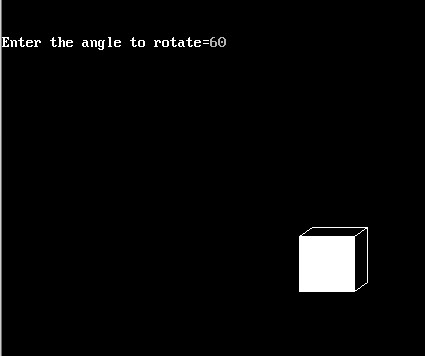 Enter the angle to rotate=60